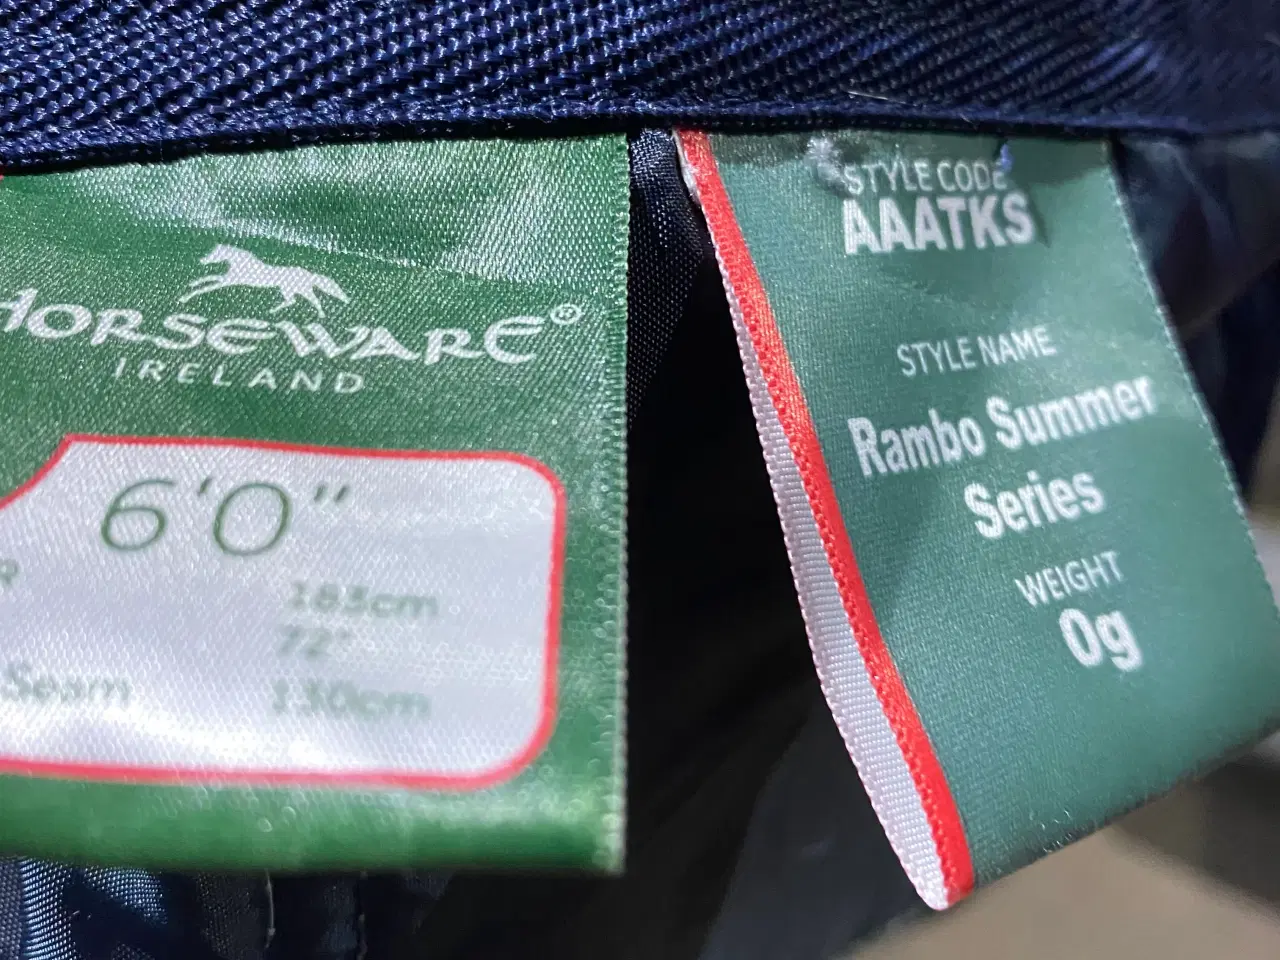 HORSEWARE®
IRELAND
6'0"
183cm
72"
Seam 130cm
STYLE CODE
AAATKS
STYLE NAME
Rambo Summer
Series
WEIGHT
0g